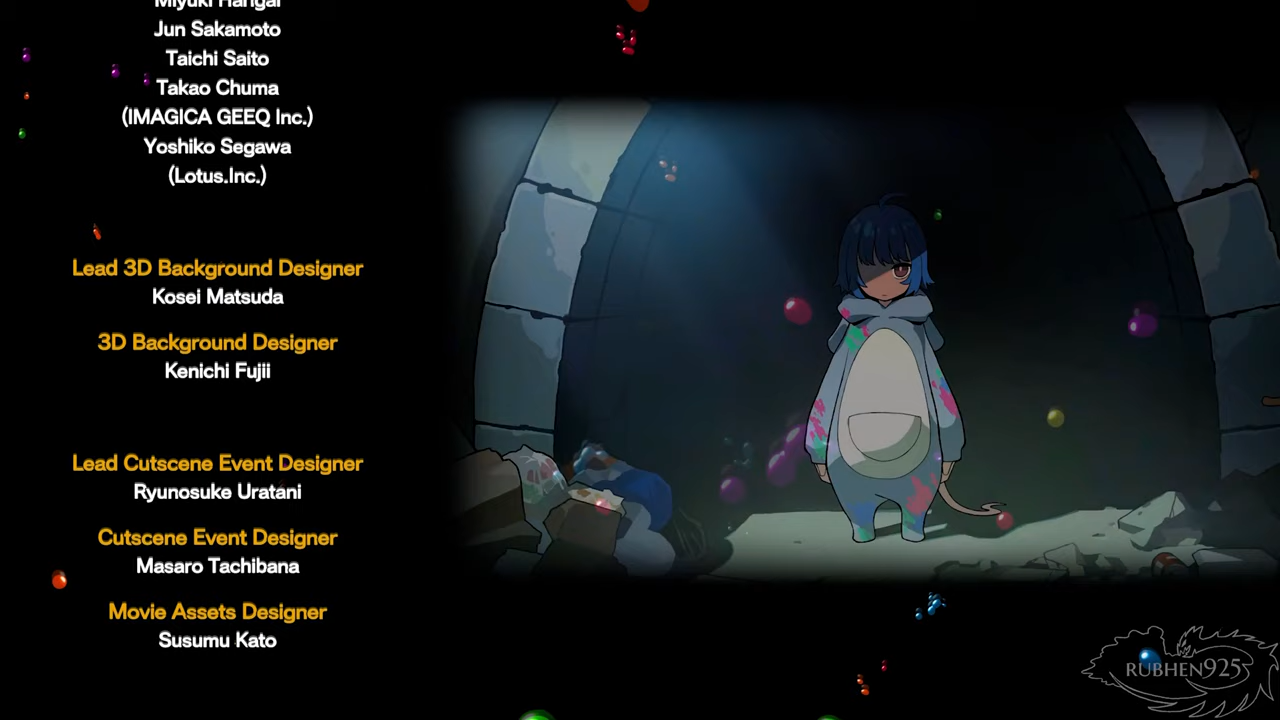 Miyuki Hangai
Jun Sakamoto
Taichi Saito
Takao Chuma
(IMAGICA GEEQ Inc.)
Yoshiko Segawa
(Lotus.Inc.)
Lead 3D Background Designer
Kosei Matsuda
3D Background Designer
Kenichi Fujii
Lead Cutscene Event Designer
Ryunosuke Uratani
Cutscene Event Designer
Masaro Tachibana
Movie Assets Designer
Susumu Kato
RUBHEN925